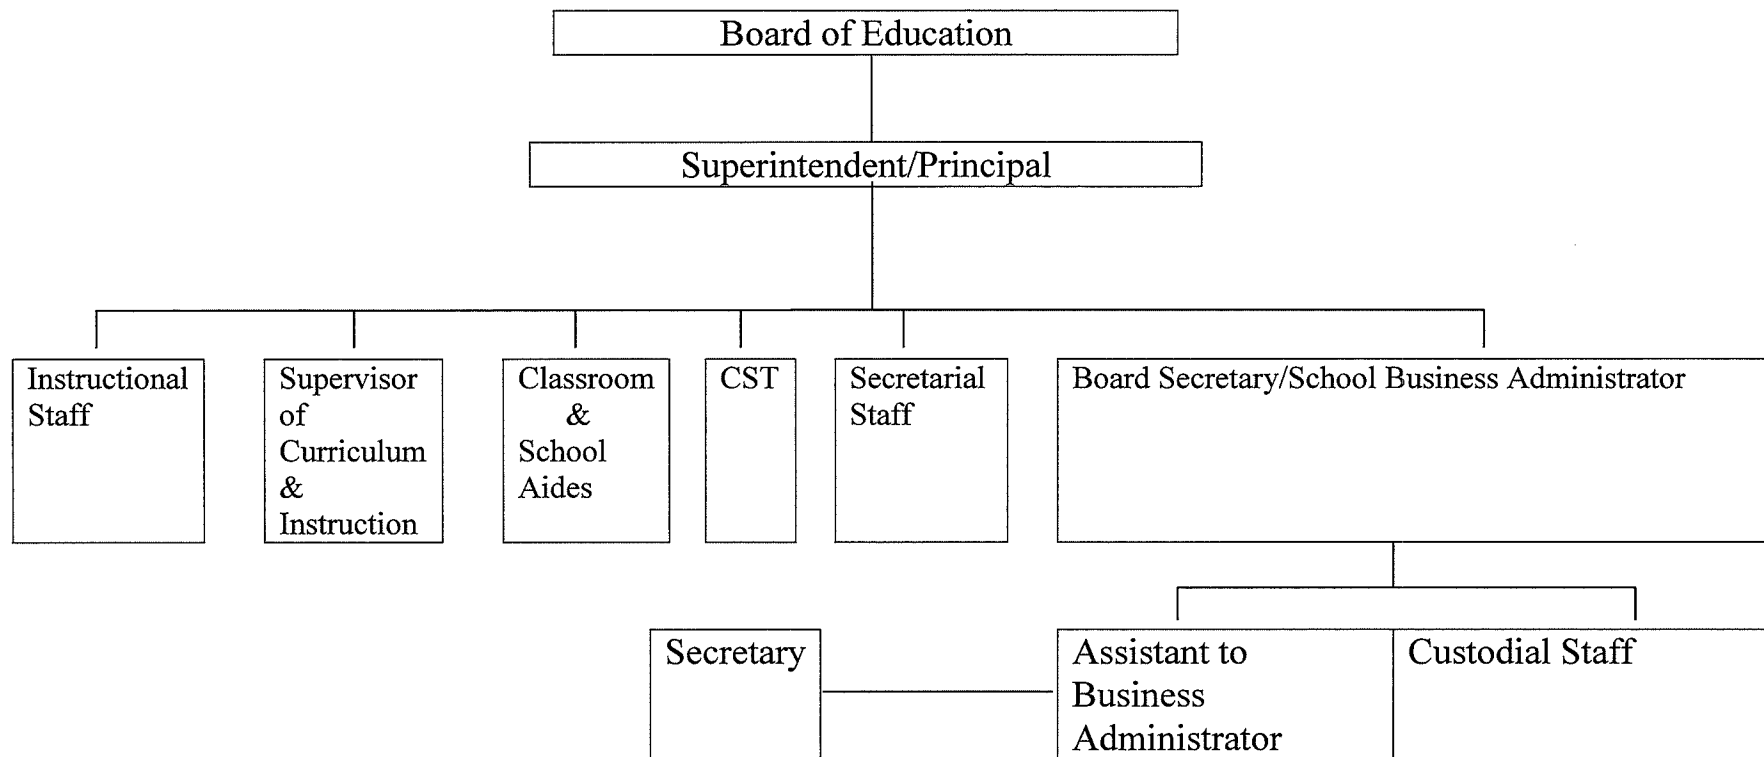 Board of Education
Superintendent/Principal
Instructional
Staff
Supervisor
of
Curriculum
&
Instruction
Classroom
&
School
Aides
CST
Secretarial
Staff
Board Secretary/School Business Administrator
Secretary
Assistant to
Business
Administrator
Custodial Staff